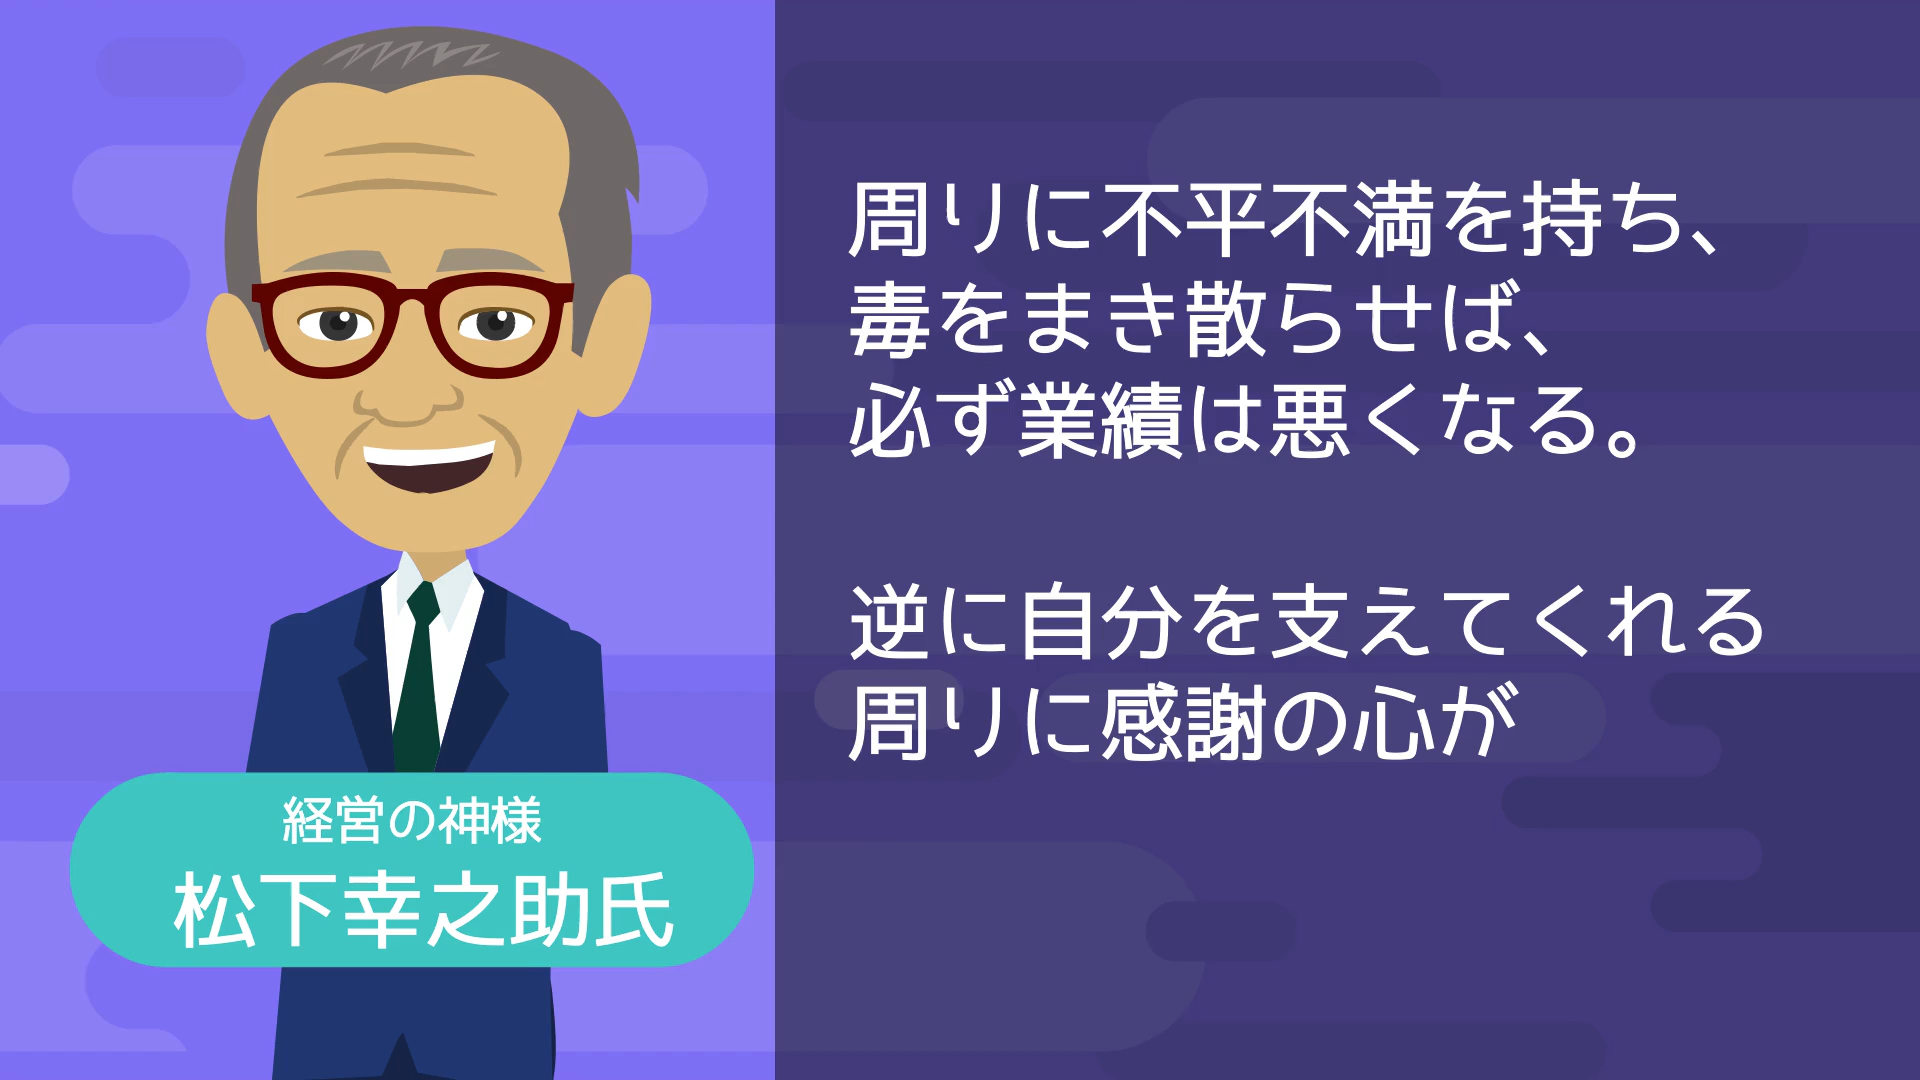 周りに不平不満を持ち、
毒をまき散らせば、
必ず業績は悪くなる。
逆に自分を支えてくれる
周りに感謝の心が
経営の神様
松下幸之助氏